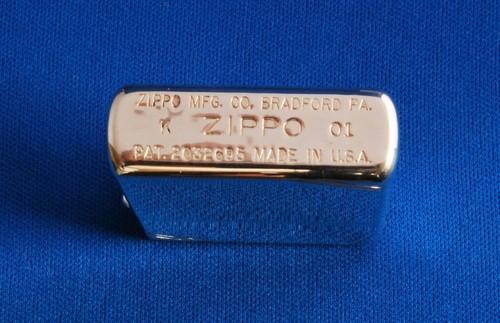 ZIPPO MFG. CO. BRADFORD PA.
K ZIPPO 01
PAT. 2032695 MADE IN U.S.A.